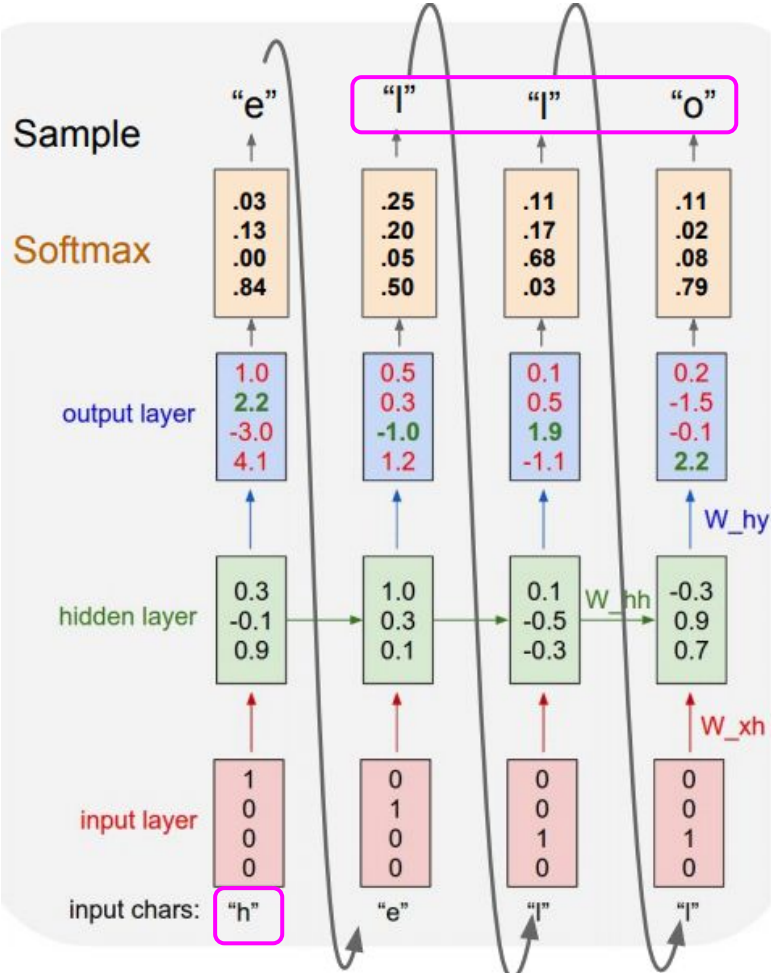 “e” “l” “l” “o”
Sample
.03 .25 .11 .11
.13 .20 .17 .02
Softmax
.00 .05 .68 .08
.84 .50 .03 .79
1.0 0.5 0.1 0.2
output layer
2.2 0.3 0.5 -1.5
-3.0 -1.0 1.9 -0.1
4.1 1.2 -1.1 2.2
W_hy
0.3 1.0 0.1 -0.3
W_hh
hidden layer
-0.1 0.3 -0.5 0.9
0.9 0.1 -0.3 0.7
W_xh
1 0 0 0
input layer
0 1 0 0
0 0 1 1
0 0 0 0
input chars: “h” “e” “l” “l”